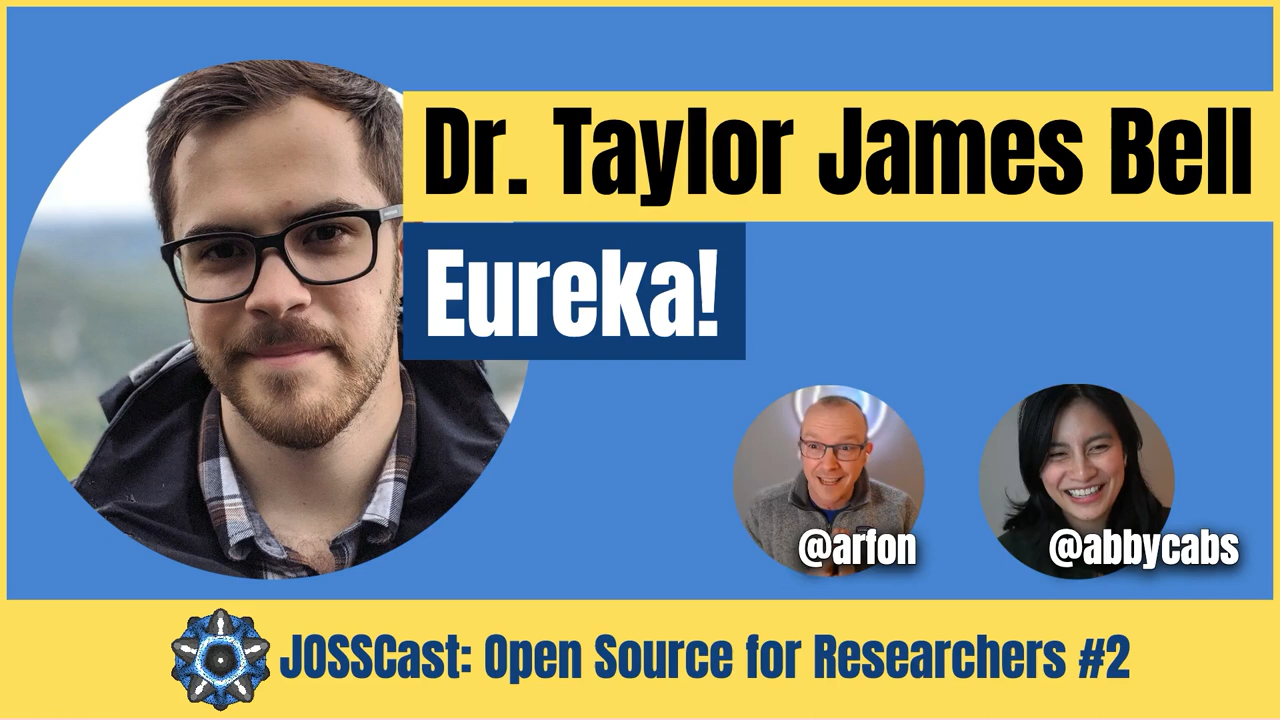 Dr. Taylor James Bell
Eureka!
@arfon
@abbycabs
JOSSCast: Open Source for Researchers #2